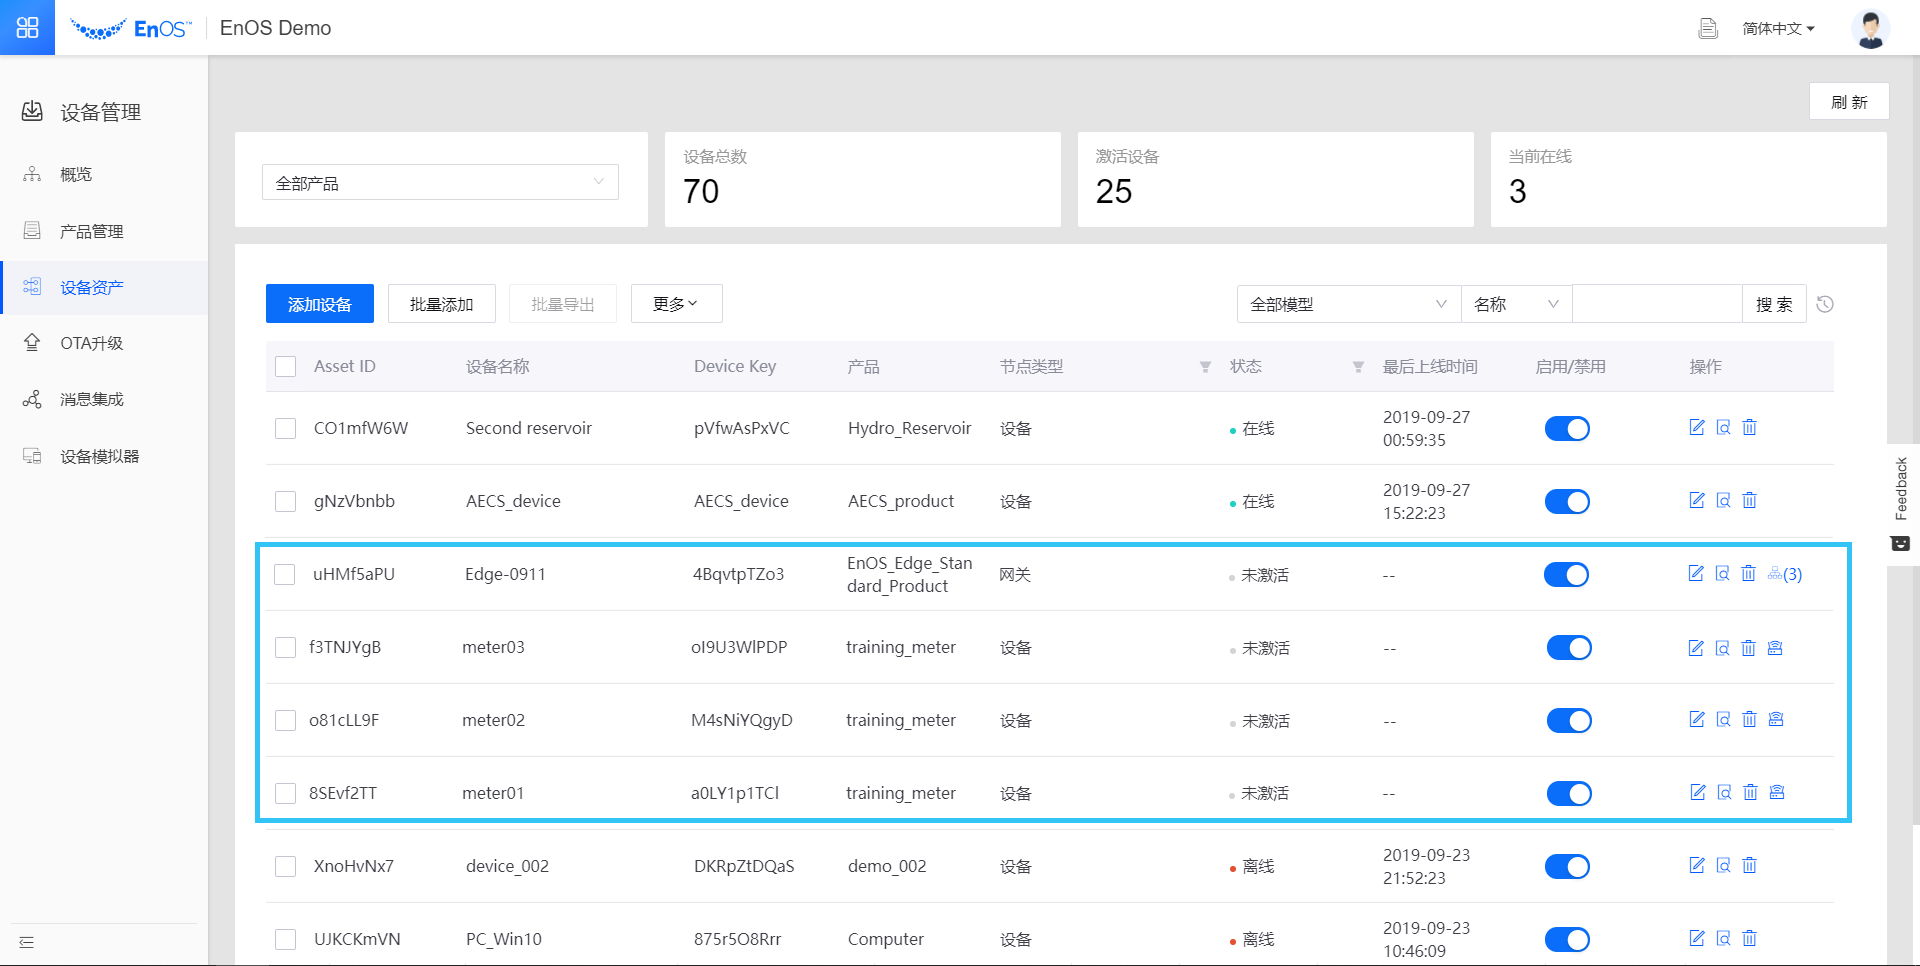 EnOS™
EnOS Demo
简体中文
设备管理
概览
产品管理
设备资产
OTA升级
消息集成
设备模拟器
刷 新
全部产品
设备总数
70
激活设备
25
当前在线
3
添加设备
批量添加
批量导出
更多
全部模型
名称
搜 索
Asset ID 设备名称 Device Key 产品 节点类型 状态 最后上线时间 启用/禁用 操作
CO1mfW6W Second reservoir pVfwAsPxVC Hydro_Reservoir 设备 在线 2019-09-27
00:59:35
gNzVbnbb AECS_device AECS_device AECS_product 设备 在线 2019-09-27
15:22:23
uHMf5aPU Edge-0911 4BqvtpTZo3 EnOS_Edge_Stan
dard_Product 网关 未激活 -- (3)
f3TNJYgB meter03 oI9U3WlPDP training_meter 设备 未激活 --
o81cLL9F meter02 M4sNiYQgyD training_meter 设备 未激活 --
8SEvf2TT meter01 a0LY1p1TCl training_meter 设备 未激活 --
XnoHvNx7 device_002 DKRpZtDQaS demo_002 设备 离线 2019-09-23
21:52:23
UJKCKmVN PC_Win10 875r5O8Rrr Computer 设备 离线 2019-09-23
10:46:09
Feedback